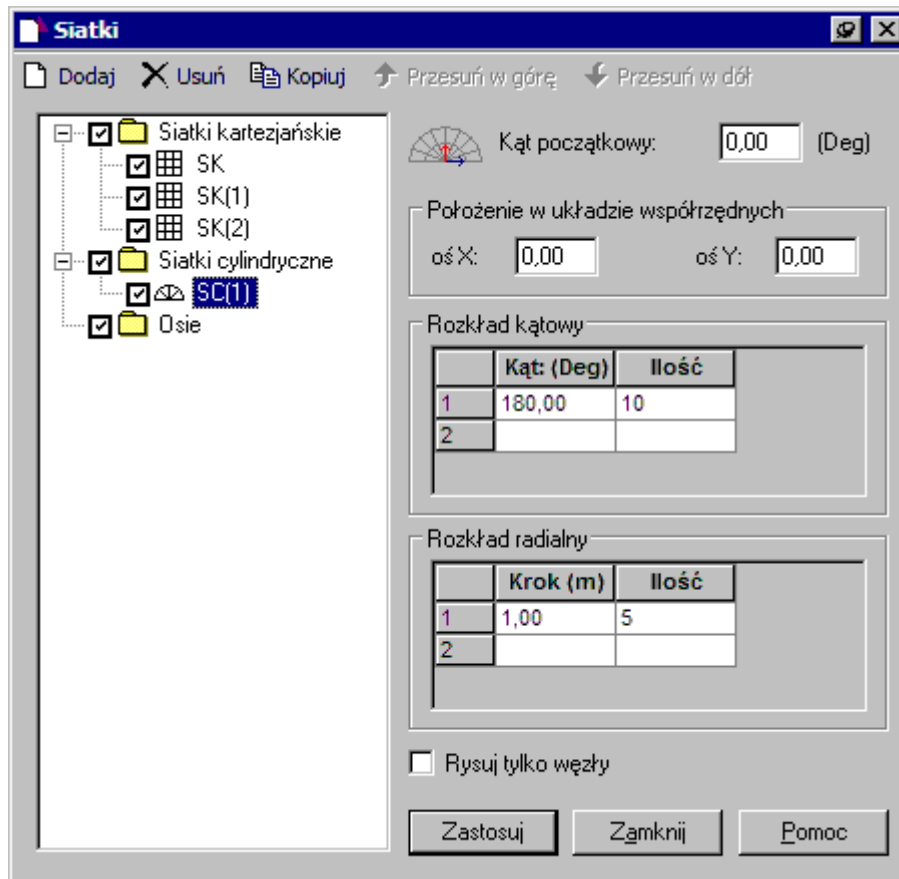 Siatki
Dodaj Usuń Kopiuj Przesuń w górę Przesuń w dół
Siatki kartezjańskie
SK
SK(1)
SK(2)
Siatki cylindryczne
SC(1)
Osie
Kąt początkowy: 0,00 (Deg)
Położenie w układzie współrzędnych
oś X: 0,00 oś Y: 0,00
Rozkład kątowy
Kąt: (Deg) Ilość
1 180,00 10
2
Rozkład radialny
Krok (m) Ilość
1 1,00 5
2
Rysuj tylko węzły
Zastosuj Zamknij Pomoc